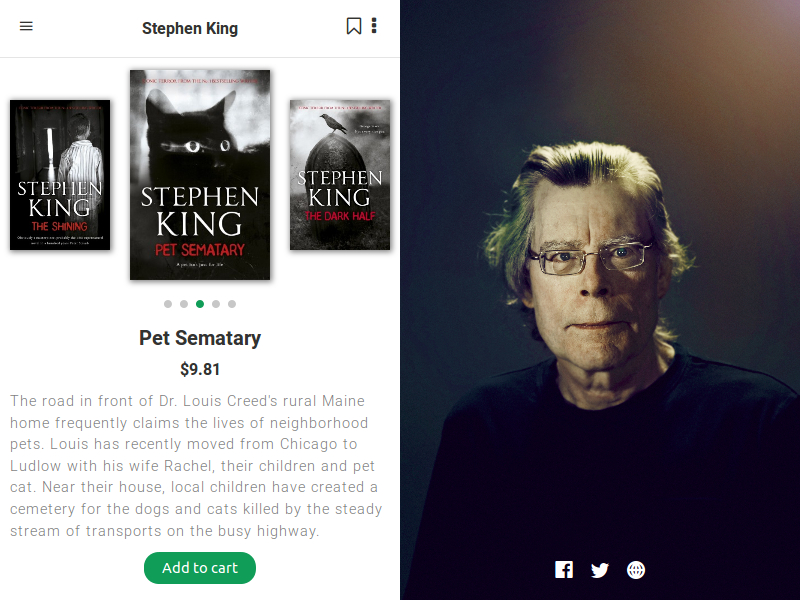 Stephen King
STEPHEN
KING
THE SHINING
STEPHEN
KING
PET SEMATARY
STEPHEN
KING
THE DARK HALF
Pet Sematary
$9.81
The road in front of Dr. Louis Creed's rural Maine
home frequently claims the lives of neighborhood
pets. Louis has recently moved from Chicago to
Ludlow with his wife Rachel, their children and pet
cat. Near their house, local children have created a
cemetery for the dogs and cats killed by the steady
stream of transports on the busy highway.
Add to cart